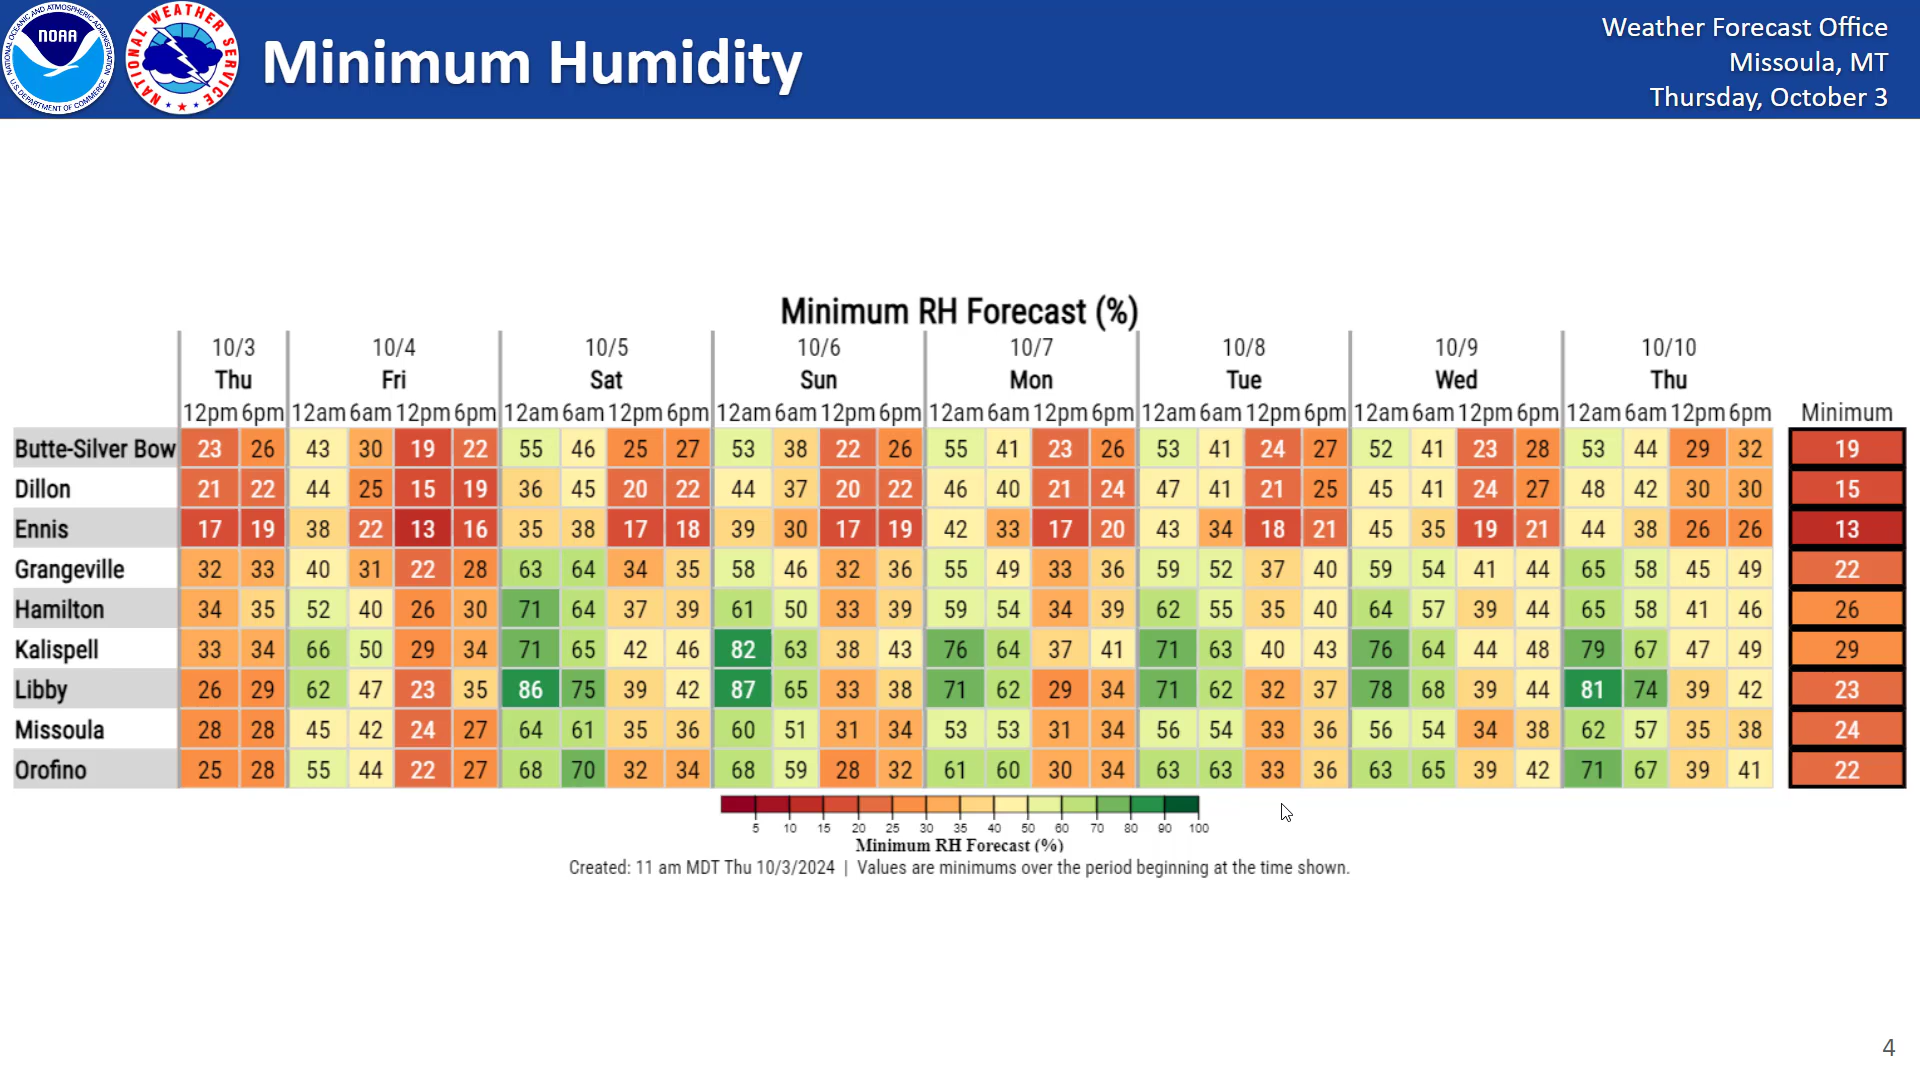 NATIONAL OCEANIC AND ATMOSPHERIC ADMINISTRATION
NOAA
U.S. DEPARTMENT OF COMMERCE
NATIONAL WEATHER SERVICE
Minimum Humidity
Weather Forecast Office
Missoula, MT
Thursday, October 3
Minimum RH Forecast (%)
10/3 10/4 10/5 10/6 10/7 10/8 10/9 10/10
Thu Fri Sat Sun Mon Tue Wed Thu
12pm 6pm 12am 6am 12pm 6pm 12am 6am 12pm 6pm 12am 6am 12pm 6pm 12am 6am 12pm 6pm 12am 6am 12pm 6pm 12am 6am 12pm 6pm 12am 6am 12pm 6pm Minimum
Butte-Silver Bow 23 26 43 30 19 22 55 46 25 27 53 38 22 26 55 41 23 26 53 41 24 27 52 41 23 28 53 44 29 32 19
Dillon 21 22 44 25 15 19 36 45 20 22 44 37 20 22 46 40 21 24 47 41 21 25 45 41 24 27 48 42 30 30 15
Ennis 17 19 38 22 13 16 35 38 17 18 39 30 17 19 42 33 17 20 43 34 18 21 45 35 19 21 44 38 26 26 13
Grangeville 32 33 40 31 22 28 63 64 34 35 58 46 32 36 55 49 33 36 59 52 37 40 59 54 41 44 65 58 45 49 22
Hamilton 34 35 52 40 26 30 71 64 37 39 61 50 33 39 59 54 34 39 62 55 35 40 64 57 39 44 65 58 41 46 26
Kalispell 33 34 66 50 29 34 71 65 42 46 82 63 38 43 76 64 37 41 71 63 40 43 76 64 44 48 79 67 47 49 29
Libby 26 29 62 47 23 35 86 75 39 42 87 65 33 38 71 62 29 34 71 62 32 37 78 68 39 44 81 74 39 42 23
Missoula 28 28 45 42 24 27 64 61 35 36 60 51 31 34 53 53 31 34 56 54 33 36 56 54 34 38 62 57 35 38 24
Orofino 25 28 55 44 22 27 68 70 32 34 68 59 28 32 61 60 30 34 63 63 33 36 63 65 39 42 71 67 39 41 22
5 10 15 20 25 30 35 40 50 60 70 80 90 100
Minimum RH Forecast (%)
Created: 11 am MDT Thu 10/3/2024 | Values are minimums over the period beginning at the time shown.
4